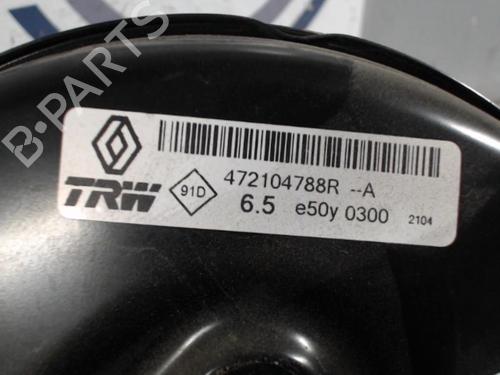 B-PARTS
TRW
91D
472104788R --A
6.5 e50y 0300 2104